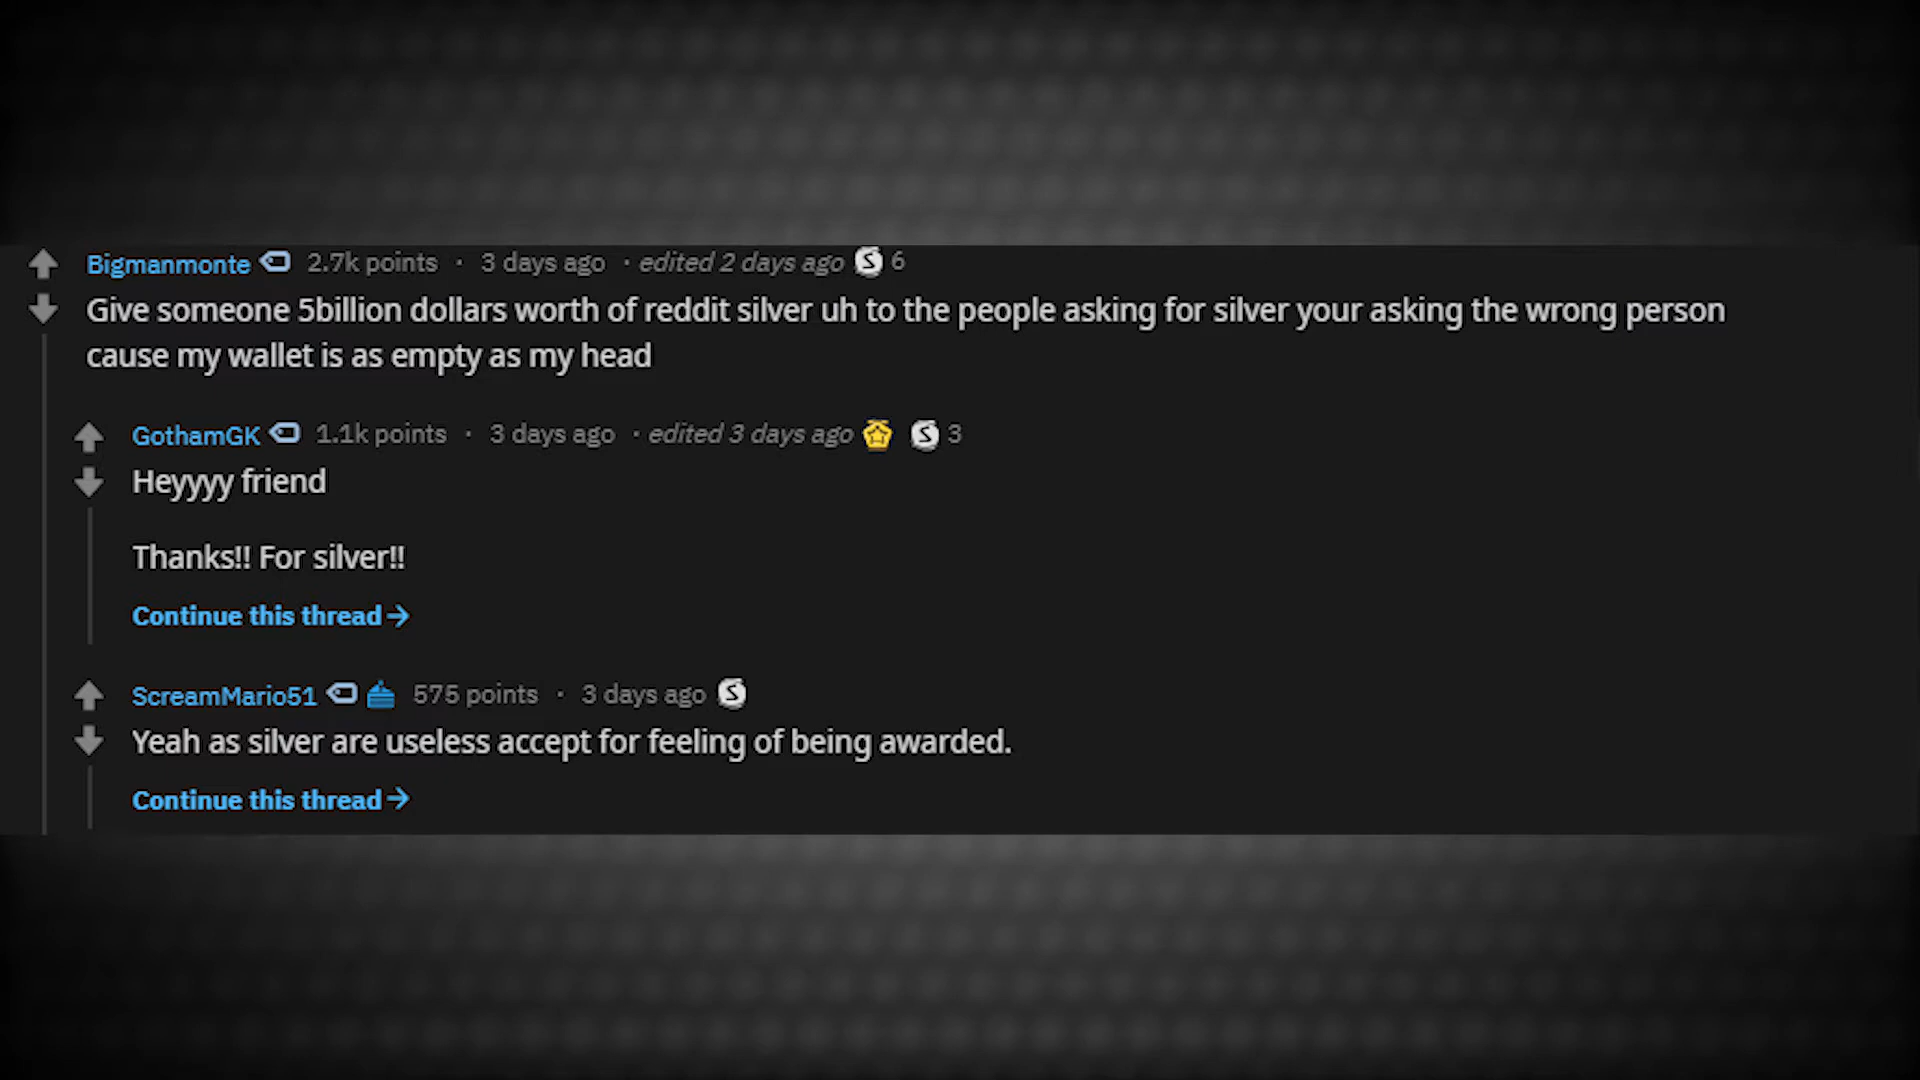 Bigmanmonte 2.7k points · 3 days ago · edited 2 days ago S 6
Give someone 5billion dollars worth of reddit silver uh to the people asking for silver your asking the wrong person
cause my wallet is as empty as my head
GothamGK 1.1k points · 3 days ago · edited 3 days ago S 3
Heyyyy friend
Thanks!! For silver!!
Continue this thread →
ScreamMario51 575 points · 3 days ago S
Yeah as silver are useless accept for feeling of being awarded.
Continue this thread →